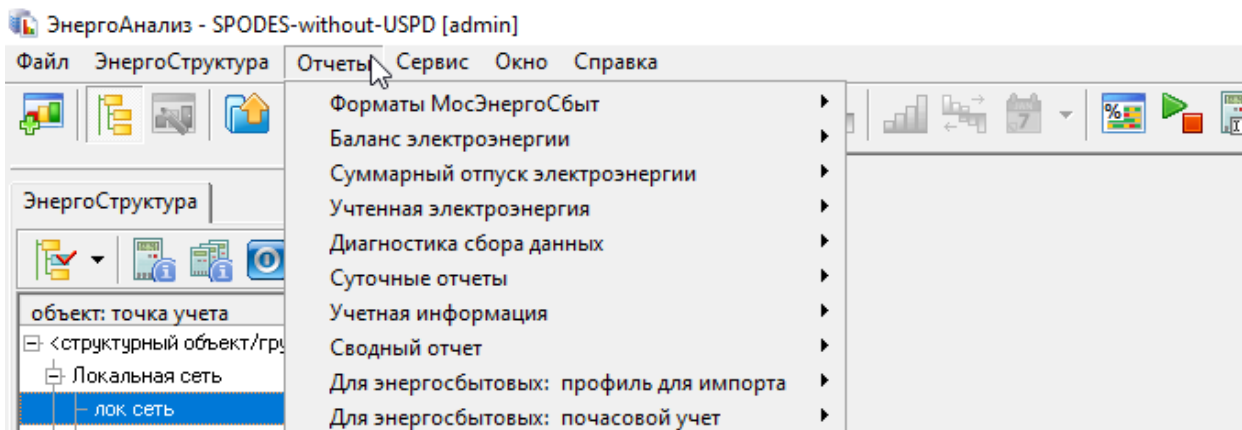 ЭнергоАнализ - SPODES-without-USPD [admin]
Файл ЭнергоСтруктура Отчеты Сервис Окно Справка
Форматы МосЭнергоСбыт
Баланс электроэнергии
Суммарный отпуск электроэнергии
Учтенная электроэнергия
Диагностика сбора данных
Суточные отчеты
Учетная информация
Сводный отчет
Для энергосбытовых: профиль для импорта
Для энергосбытовых: почасовой учет
ЭнергоСтруктура
объект: точка учета
<структурный объект/гру
Локальная сеть
лок сеть